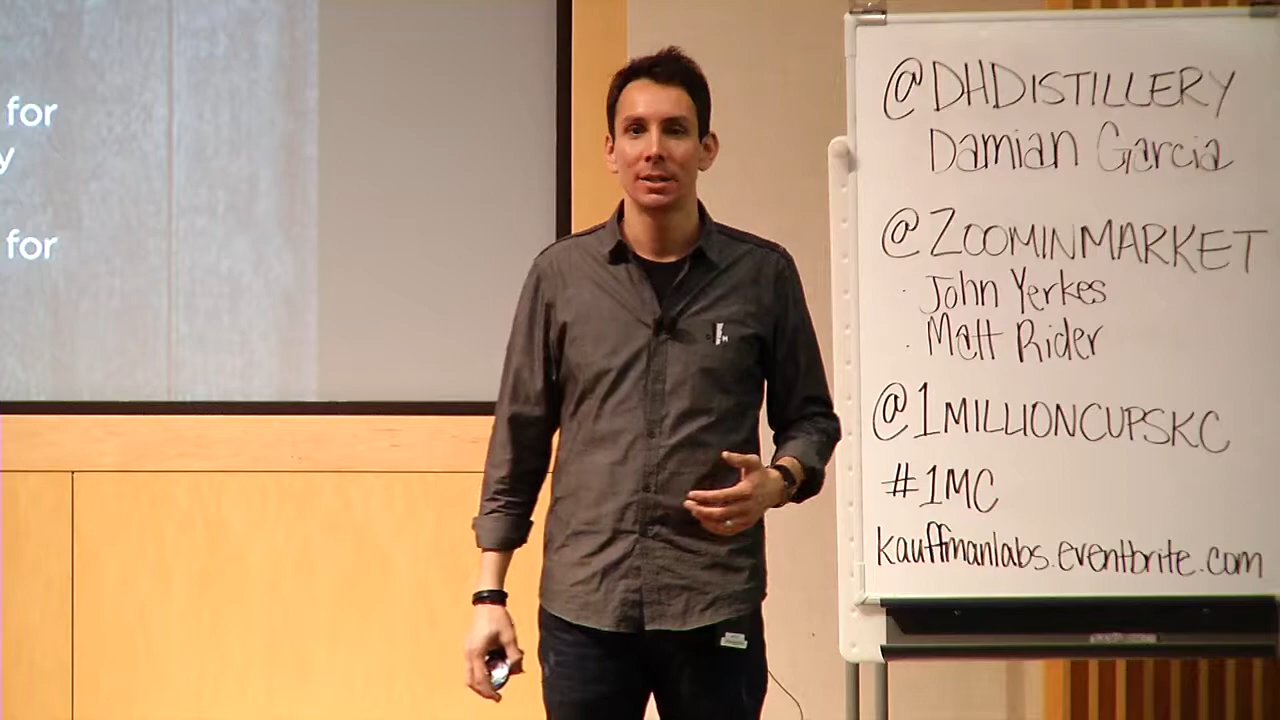 for
y
for
@DHDISTILLERY
Damian Garcia
@ZOOMINMARKET
· John Yerkes
· Matt Rider
@1MILLIONCUPSKC
#1MC
kauffmanlabs.eventbrite.com